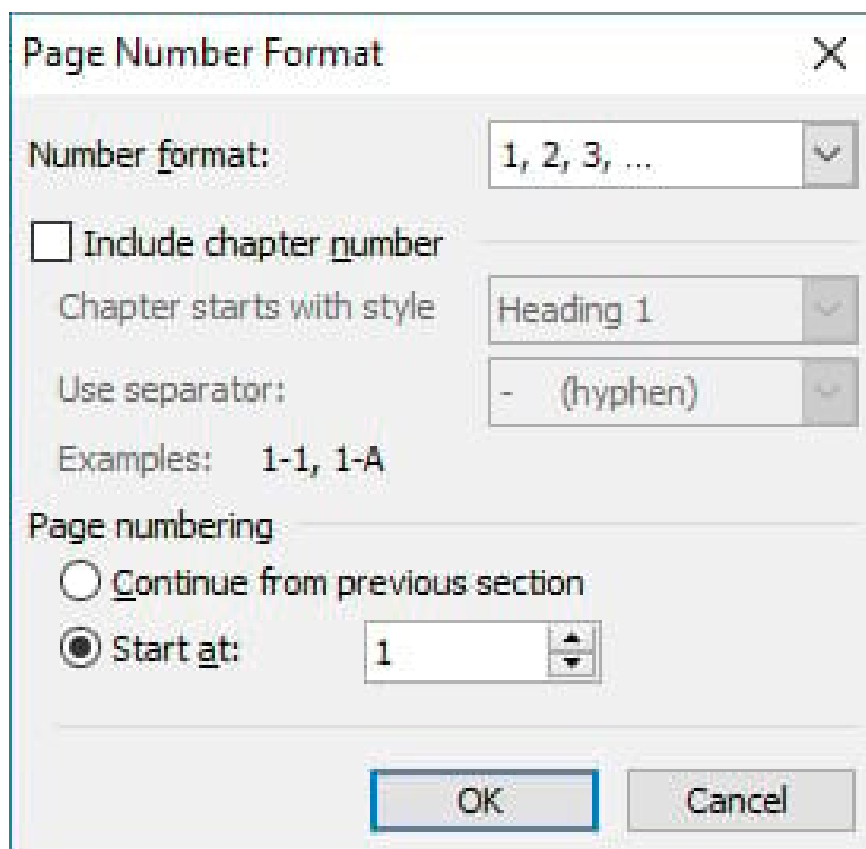 Page Number Format
Number format: 1, 2, 3, ...
Include chapter number
Chapter starts with style Heading 1
Use separator: - (hyphen)
Examples: 1-1, 1-A
Page numbering
Continue from previous section
Start at: 1
OK Cancel